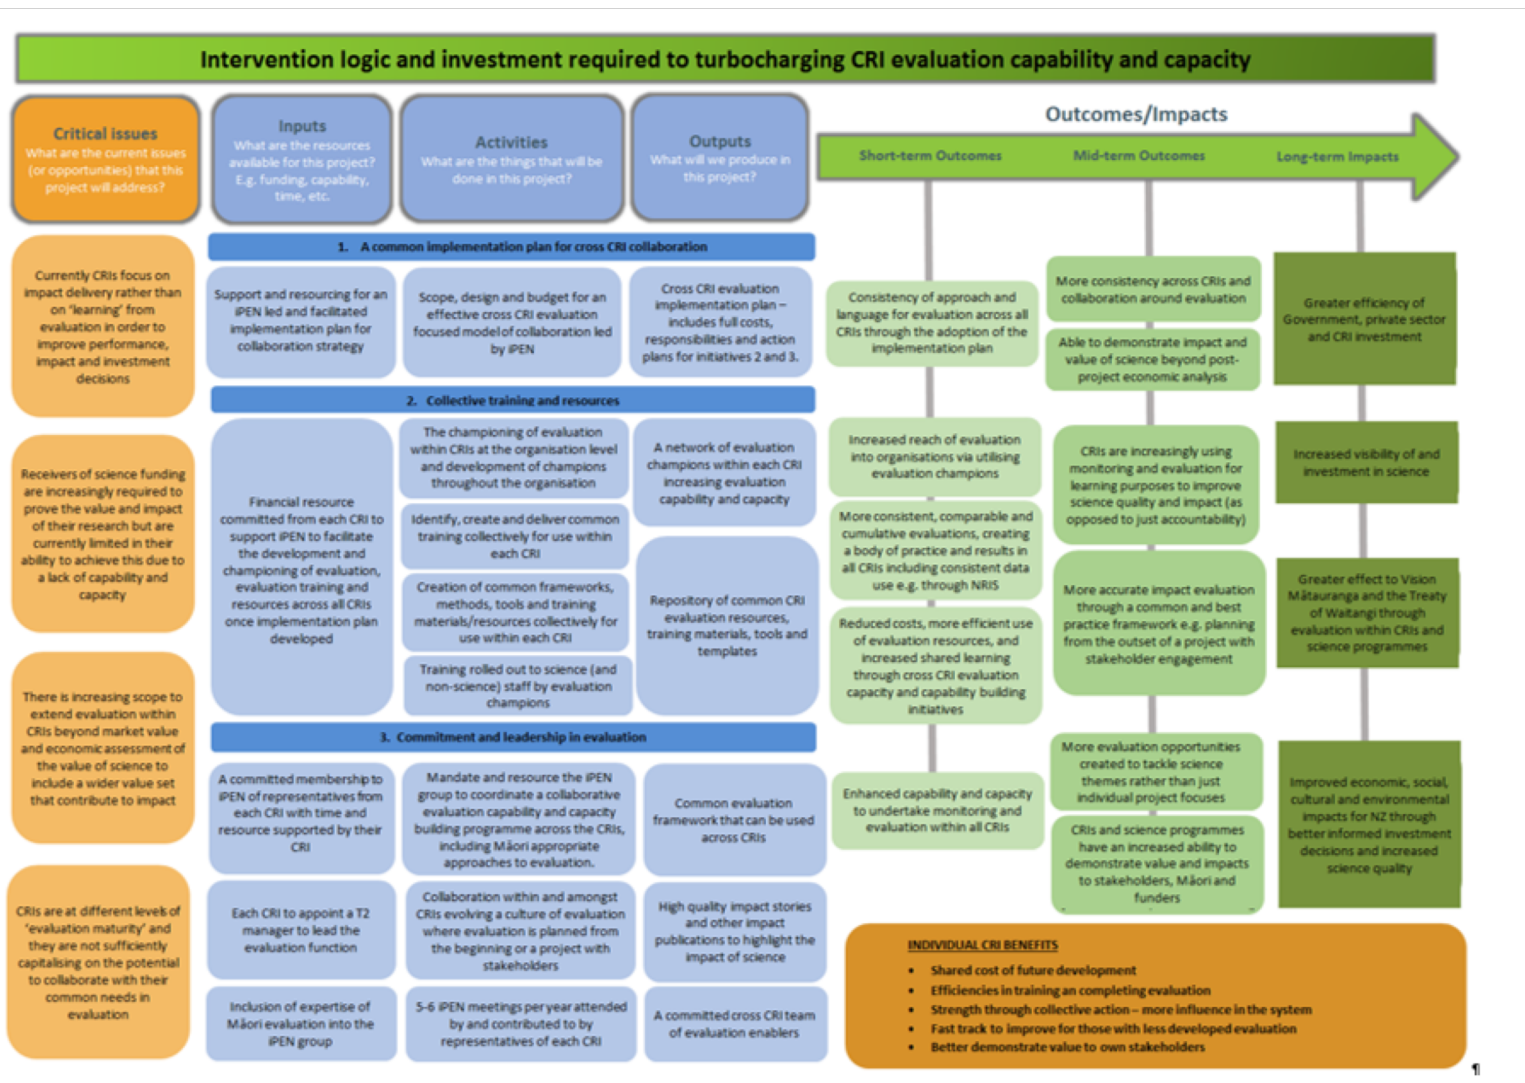 Intervention logic and investment required to turbocharging CRI evaluation capability and capacity
Critical issues
What are the current issues
(or opportunities) that this
project will address?
Inputs
What are the resources
available for this project?
E.g. funding, capability,
time, etc.
Activities
What are the things that will be
done in this project?
Outputs
What will we produce in
this project?
Outcomes/Impacts
Short-term Outcomes
Mid-term Outcomes
Long-term Impacts
Currently CRIs focus on
impact delivery rather than
on 'learning' from
evaluation in order to
improve performance,
impact and investment
decisions
Receivers of science funding
are increasingly required to
prove the value and impact
of their research but are
currently limited in their
ability to achieve this due to
a lack of capability and
capacity
There is increasing scope to
extend evaluation within
CRIs beyond market value
and economic assessment of
the value of science to
include a wider value set
that contribute to impact
CRIs are at different levels of
'evaluation maturity' and
they are not sufficiently
capitalising on the potential
to collaborate with their
common needs in
evaluation
1. A common implementation plan for cross CRI collaboration
Support and resourcing for an
iPEN led and facilitated
implementation plan for
collaboration strategy
Scope, design and budget for an
effective cross CRI evaluation
focused model of collaboration led
by iPEN
Cross CRI evaluation
implementation plan –
includes full costs,
responsibilities and action
plans for initiatives 2 and 3.
2. Collective training and resources
Financial resource
committed from each CRI to
support iPEN to facilitate
the development and
championing of evaluation,
evaluation training and
resources across all CRIs
once implementation plan
developed
The championing of evaluation
within CRIs at the organisation level
and development of champions
throughout the organisation
Identify, create and deliver common
training collectively for use within
each CRI
Creation of common frameworks,
methods, tools and training
materials/resources collectively for
use within each CRI
Training rolled out to science (and
non-science) staff by evaluation
champions
A network of evaluation
champions within each CRI
increasing evaluation
capability and capacity
Repository of common CRI
evaluation resources,
training materials, tools and
templates
3. Commitment and leadership in evaluation
A committed membership to
iPEN of representatives from
each CRI with time and
resource supported by their
CRI
Each CRI to appoint a T2
manager to lead the
evaluation function
Inclusion of expertise of
Māori evaluation into the
iPEN group
Mandate and resource the iPEN
group to coordinate a collaborative
evaluation capability and capacity
building programme across the CRIs,
including Māori appropriate
approaches to evaluation.
Collaboration within and amongst
CRIs evolving a culture of evaluation
where evaluation is planned from
the beginning or a project with
stakeholders
5-6 iPEN meetings per year attended
by and contributed to by
representatives of each CRI
Common evaluation
framework that can be used
across CRIs
High quality impact stories
and other impact
publications to highlight the
impact of science
A committed cross CRI team
of evaluation enablers
Consistency of approach and
language for evaluation across all
CRIs through the adoption of the
implementation plan
Increased reach of evaluation
into organisations via utilising
evaluation champions
More consistent, comparable and
cumulative evaluations, creating
a body of practice and results in
all CRIs including consistent data
use e.g. through NRIS
Reduced costs, more efficient use
of evaluation resources, and
increased shared learning
through cross CRI evaluation
capacity and capability building
initiatives
Enhanced capability and capacity
to undertake monitoring and
evaluation within all CRIs
More consistency across CRIs and
collaboration around evaluation
Able to demonstrate impact and
value of science beyond post-
project economic analysis
CRIs are increasingly using
monitoring and evaluation for
learning purposes to improve
science quality and impact (as
opposed to just accountability)
More accurate impact evaluation
through a common and best
practice framework e.g. planning
from the outset of a project with
stakeholder engagement
More evaluation opportunities
created to tackle science
themes rather than just
individual project focuses
CRIs and science programmes
have an increased ability to
demonstrate value and impacts
to stakeholders, Māori and
funders
Greater efficiency of
Government, private sector
and CRI investment
Increased visibility of and
investment in science
Greater effect to Vision
Mātauranga and the Treaty
of Waitangi through
evaluation within CRIs and
science programmes
Improved economic, social,
cultural and environmental
impacts for NZ through
better informed investment
decisions and increased
science quality
INDIVIDUAL CRI BENEFITS
• Shared cost of future development
• Efficiencies in training an completing evaluation
• Strength through collective action – more influence in the system
• Fast track to improve for those with less developed evaluation
• Better demonstrate value to own stakeholders
¶